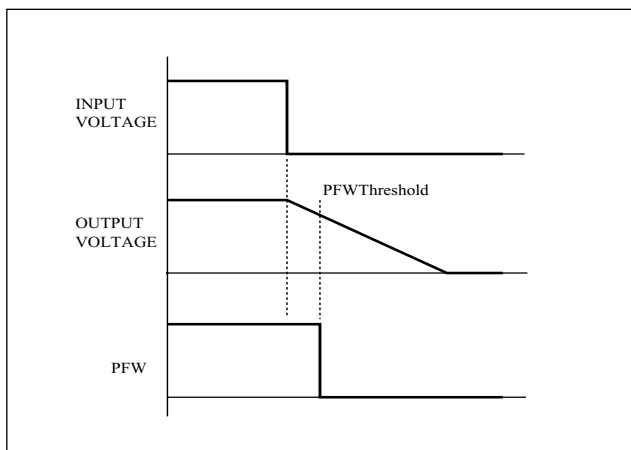 INPUT
VOLTAGE
PFWThreshold
OUTPUT
VOLTAGE
PFW